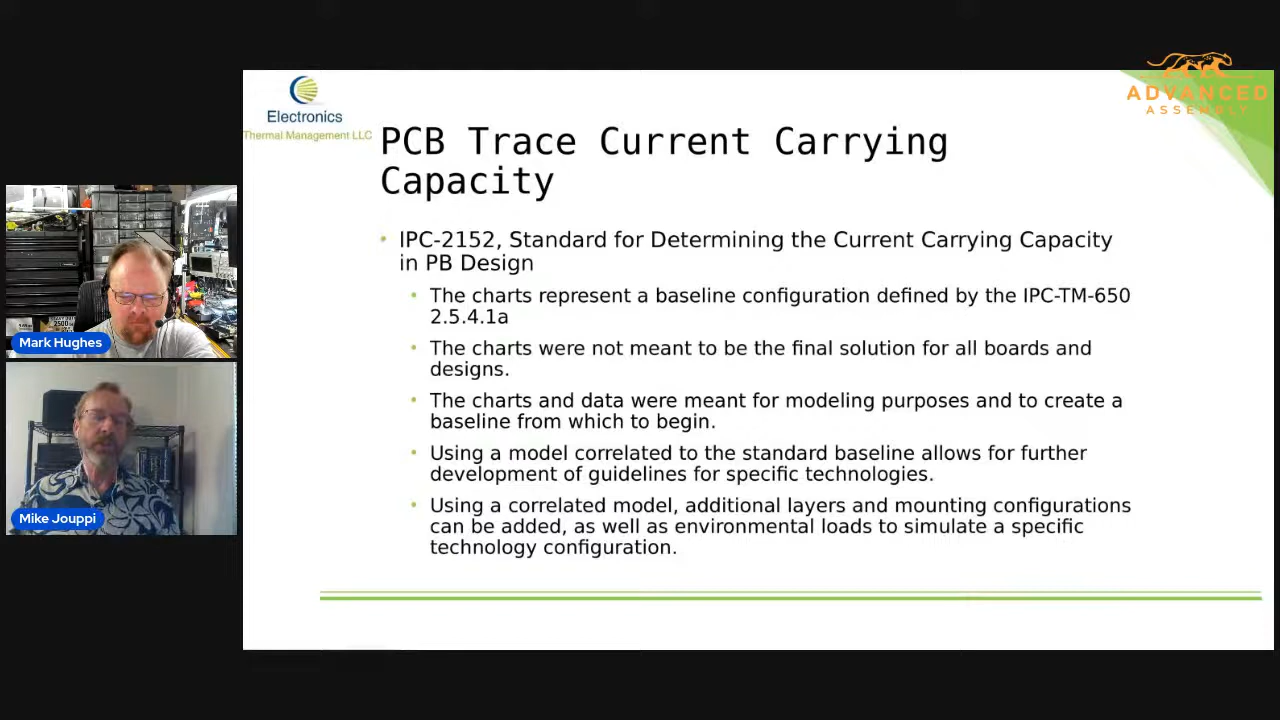 Electronics
Thermal Management LLC
ADVANCED
ASSEMBLY
PCB Trace Current Carrying
Capacity
• IPC-2152, Standard for Determining the Current Carrying Capacity
in PB Design
• The charts represent a baseline configuration defined by the IPC-TM-650
2.5.4.1a
• The charts were not meant to be the final solution for all boards and
designs.
• The charts and data were meant for modeling purposes and to create a
baseline from which to begin.
• Using a model correlated to the standard baseline allows for further
development of guidelines for specific technologies.
• Using a correlated model, additional layers and mounting configurations
can be added, as well as environmental loads to simulate a specific
technology configuration.
Mark Hughes
Mike Jouppi